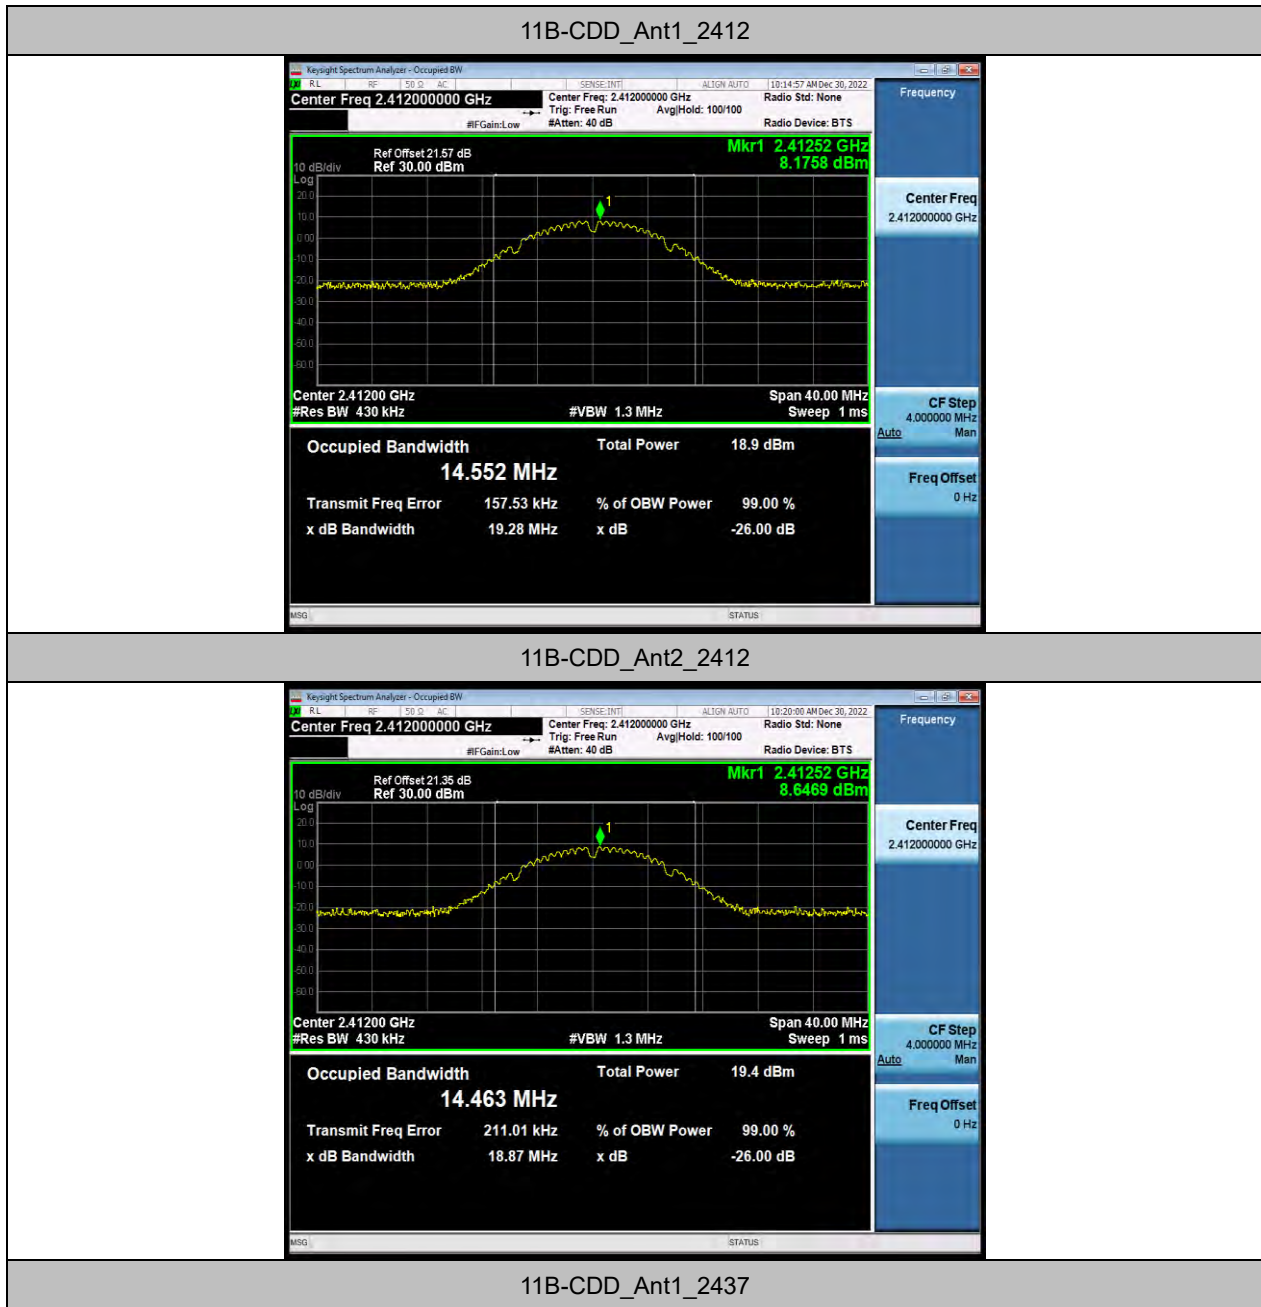 11B-CDD_Ant1_2412
Keysight Spectrum Analyzer - Occupied BW
LXI RL RF 50 Ω AC SENSE:INT ALIGN AUTO 10:14:57 AM Dec 30, 2022
Center Freq 2.412000000 GHz Center Freq: 2.412000000 GHz Radio Std: None Frequency
Trig: Free Run Avg|Hold: 100/100
#IFGain:Low #Atten: 40 dB Radio Device: BTS
Mkr1 2.41252 GHz
Ref Offset 21.57 dB
10 dB/div Ref 30.00 dBm 8.1758 dBm
Log
20.0
Center Freq
2.412000000 GHz
1
10.0
0.00
-10.0
-20.0
-30.0
-40.0
-50.0
-60.0
Center 2.41200 GHz Span 40.00 MHz
#Res BW 430 kHz #VBW 1.3 MHz Sweep 1 ms
CF Step
4.000000 MHz
Auto Man
Occupied Bandwidth Total Power 18.9 dBm
14.552 MHz
Freq Offset
0 Hz
Transmit Freq Error 157.53 kHz % of OBW Power 99.00 %
x dB Bandwidth 19.28 MHz x dB -26.00 dB
MSG STATUS
11B-CDD_Ant2_2412
Keysight Spectrum Analyzer - Occupied BW
LXI RL RF 50 Ω AC SENSE:INT ALIGN AUTO 10:20:00 AM Dec 30, 2022
Center Freq 2.412000000 GHz Center Freq: 2.412000000 GHz Radio Std: None Frequency
Trig: Free Run Avg|Hold: 100/100
#IFGain:Low #Atten: 40 dB Radio Device: BTS
Mkr1 2.41252 GHz
Ref Offset 21.35 dB
10 dB/div Ref 30.00 dBm 8.6469 dBm
Log
20.0
Center Freq
2.412000000 GHz
1
10.0
0.00
-10.0
-20.0
-30.0
-40.0
-50.0
-60.0
Center 2.41200 GHz Span 40.00 MHz
#Res BW 430 kHz #VBW 1.3 MHz Sweep 1 ms
CF Step
4.000000 MHz
Auto Man
Occupied Bandwidth Total Power 19.4 dBm
14.463 MHz
Freq Offset
0 Hz
Transmit Freq Error 211.01 kHz % of OBW Power 99.00 %
x dB Bandwidth 18.87 MHz x dB -26.00 dB
MSG STATUS
11B-CDD_Ant1_2437